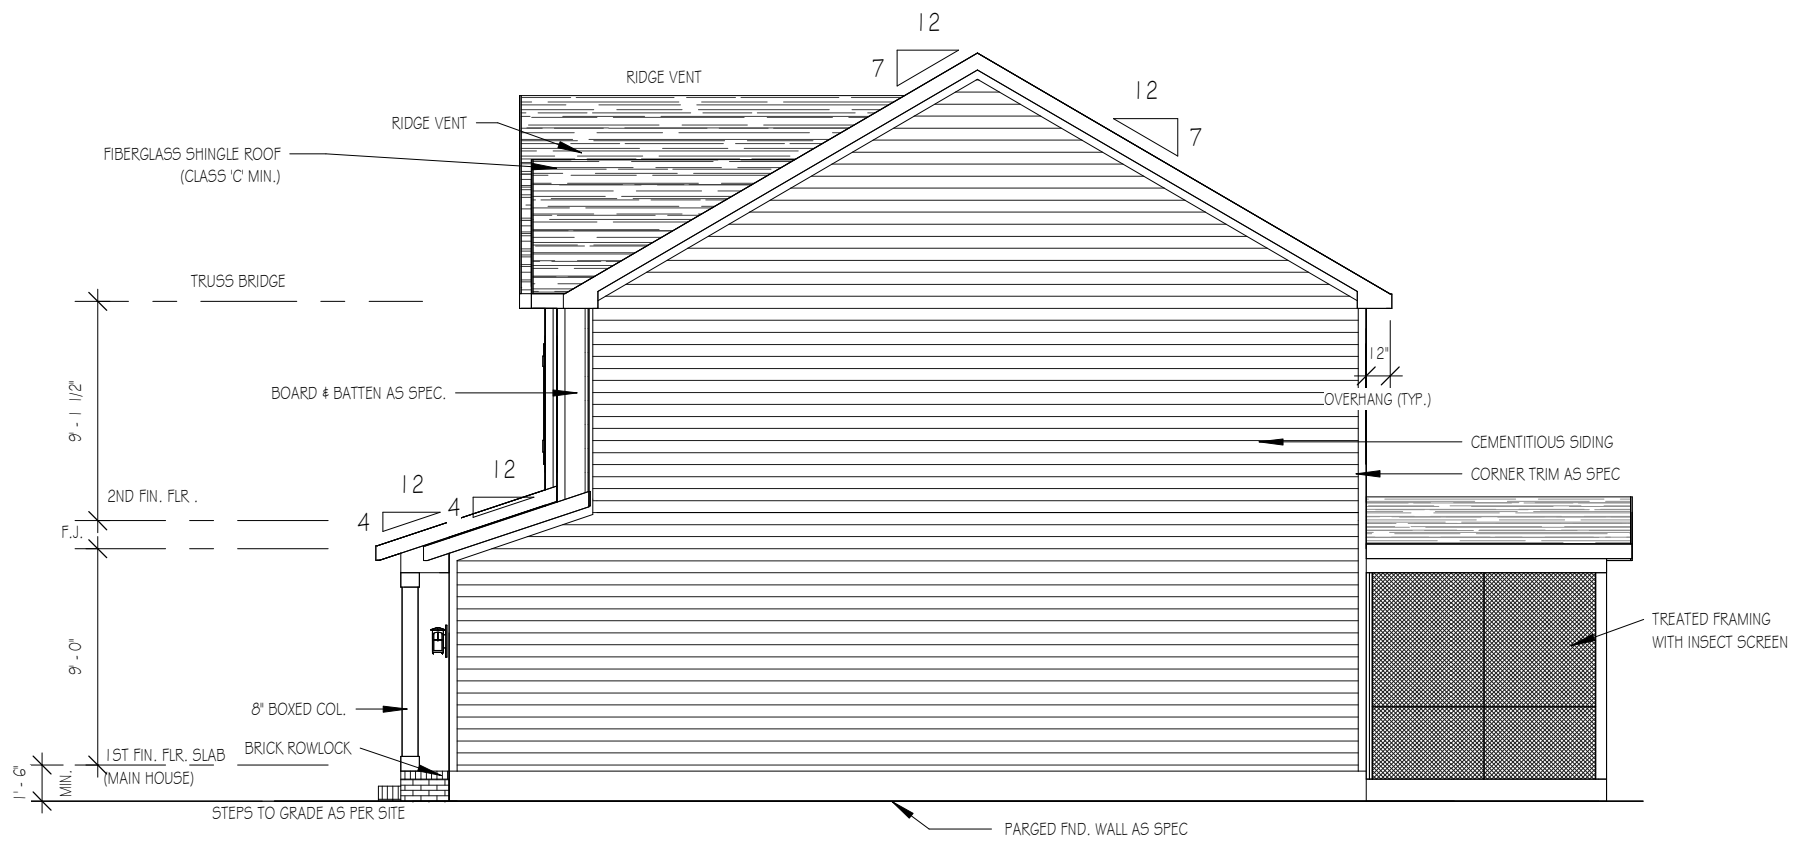 12
7
RIDGE VENT
12
7
RIDGE VENT
FIBERGLASS SHINGLE ROOF
(CLASS 'C' MIN.)
TRUSS BRIDGE
12"
OVERHANG (TYP.)
9' - 1 1/2"
BOARD & BATTEN AS SPEC.
CEMENTITIOUS SIDING
CORNER TRIM AS SPEC
12
4
12
4
2ND FIN. FLR .
F.J.
9'-0"
TREATED FRAMING
WITH INSECT SCREEN
8" BOXED COL.
BRICK ROWLOCK
1ST FIN. FLR. SLAB
(MAIN HOUSE)
1' - 6"
MIN.
STEPS TO GRADE AS PER SITE
PARGED FND. WALL AS SPEC